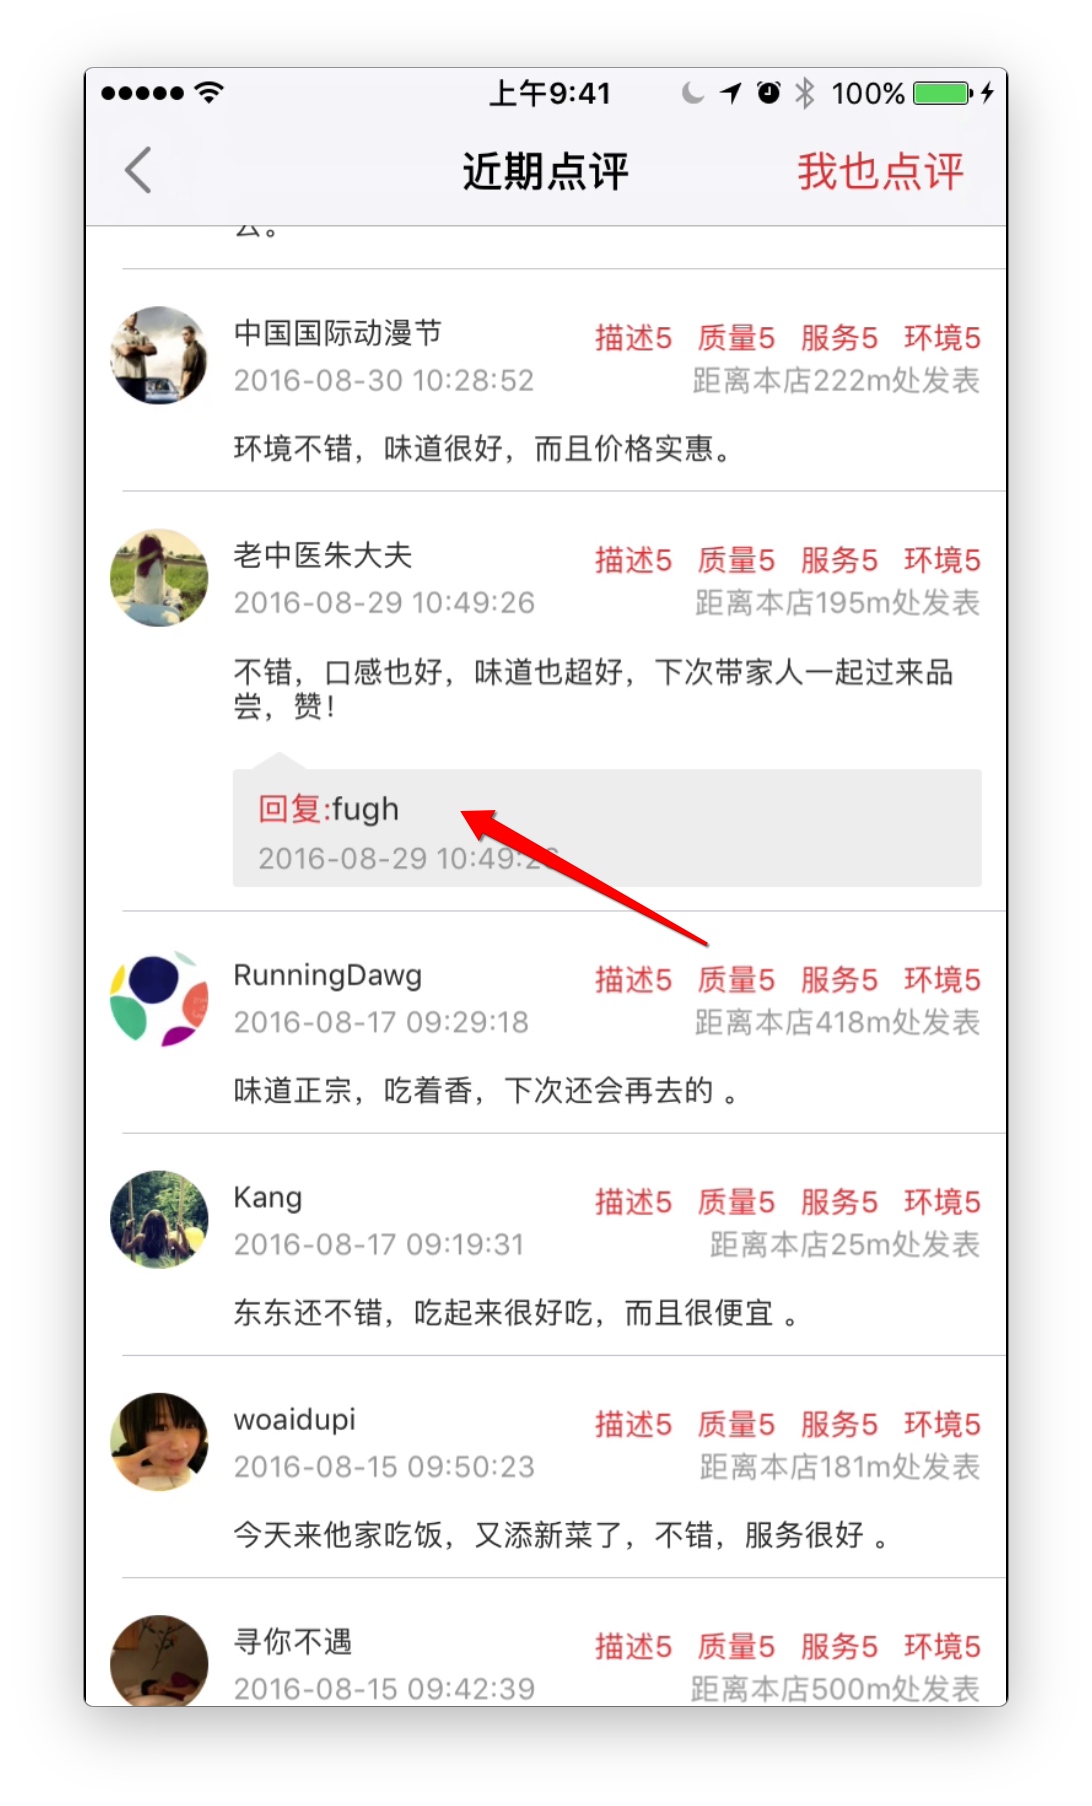 上午9:41
100%
近期点评
我也点评
去。
中国国际动漫节
描述5 质量5 服务5 环境5
2016-08-30 10:28:52
距离本店222m处发表
环境不错，味道很好，而且价格实惠。
老中医朱大夫
描述5 质量5 服务5 环境5
2016-08-29 10:49:26
距离本店195m处发表
不错，口感也好，味道也超好，下次带家人一起过来品
尝，赞！
回复:fugh
2016-08-29 10:49:26
RunningDawg
描述5 质量5 服务5 环境5
2016-08-17 09:29:18
距离本店418m处发表
味道正宗，吃着香，下次还会再去的 。
Kang
描述5 质量5 服务5 环境5
2016-08-17 09:19:31
距离本店25m处发表
东东还不错，吃起来很好吃，而且很便宜 。
woaidupi
描述5 质量5 服务5 环境5
2016-08-15 09:50:23
距离本店181m处发表
今天来他家吃饭，又添新菜了，不错，服务很好 。
寻你不遇
描述5 质量5 服务5 环境5
2016-08-15 09:42:39
距离本店500m处发表